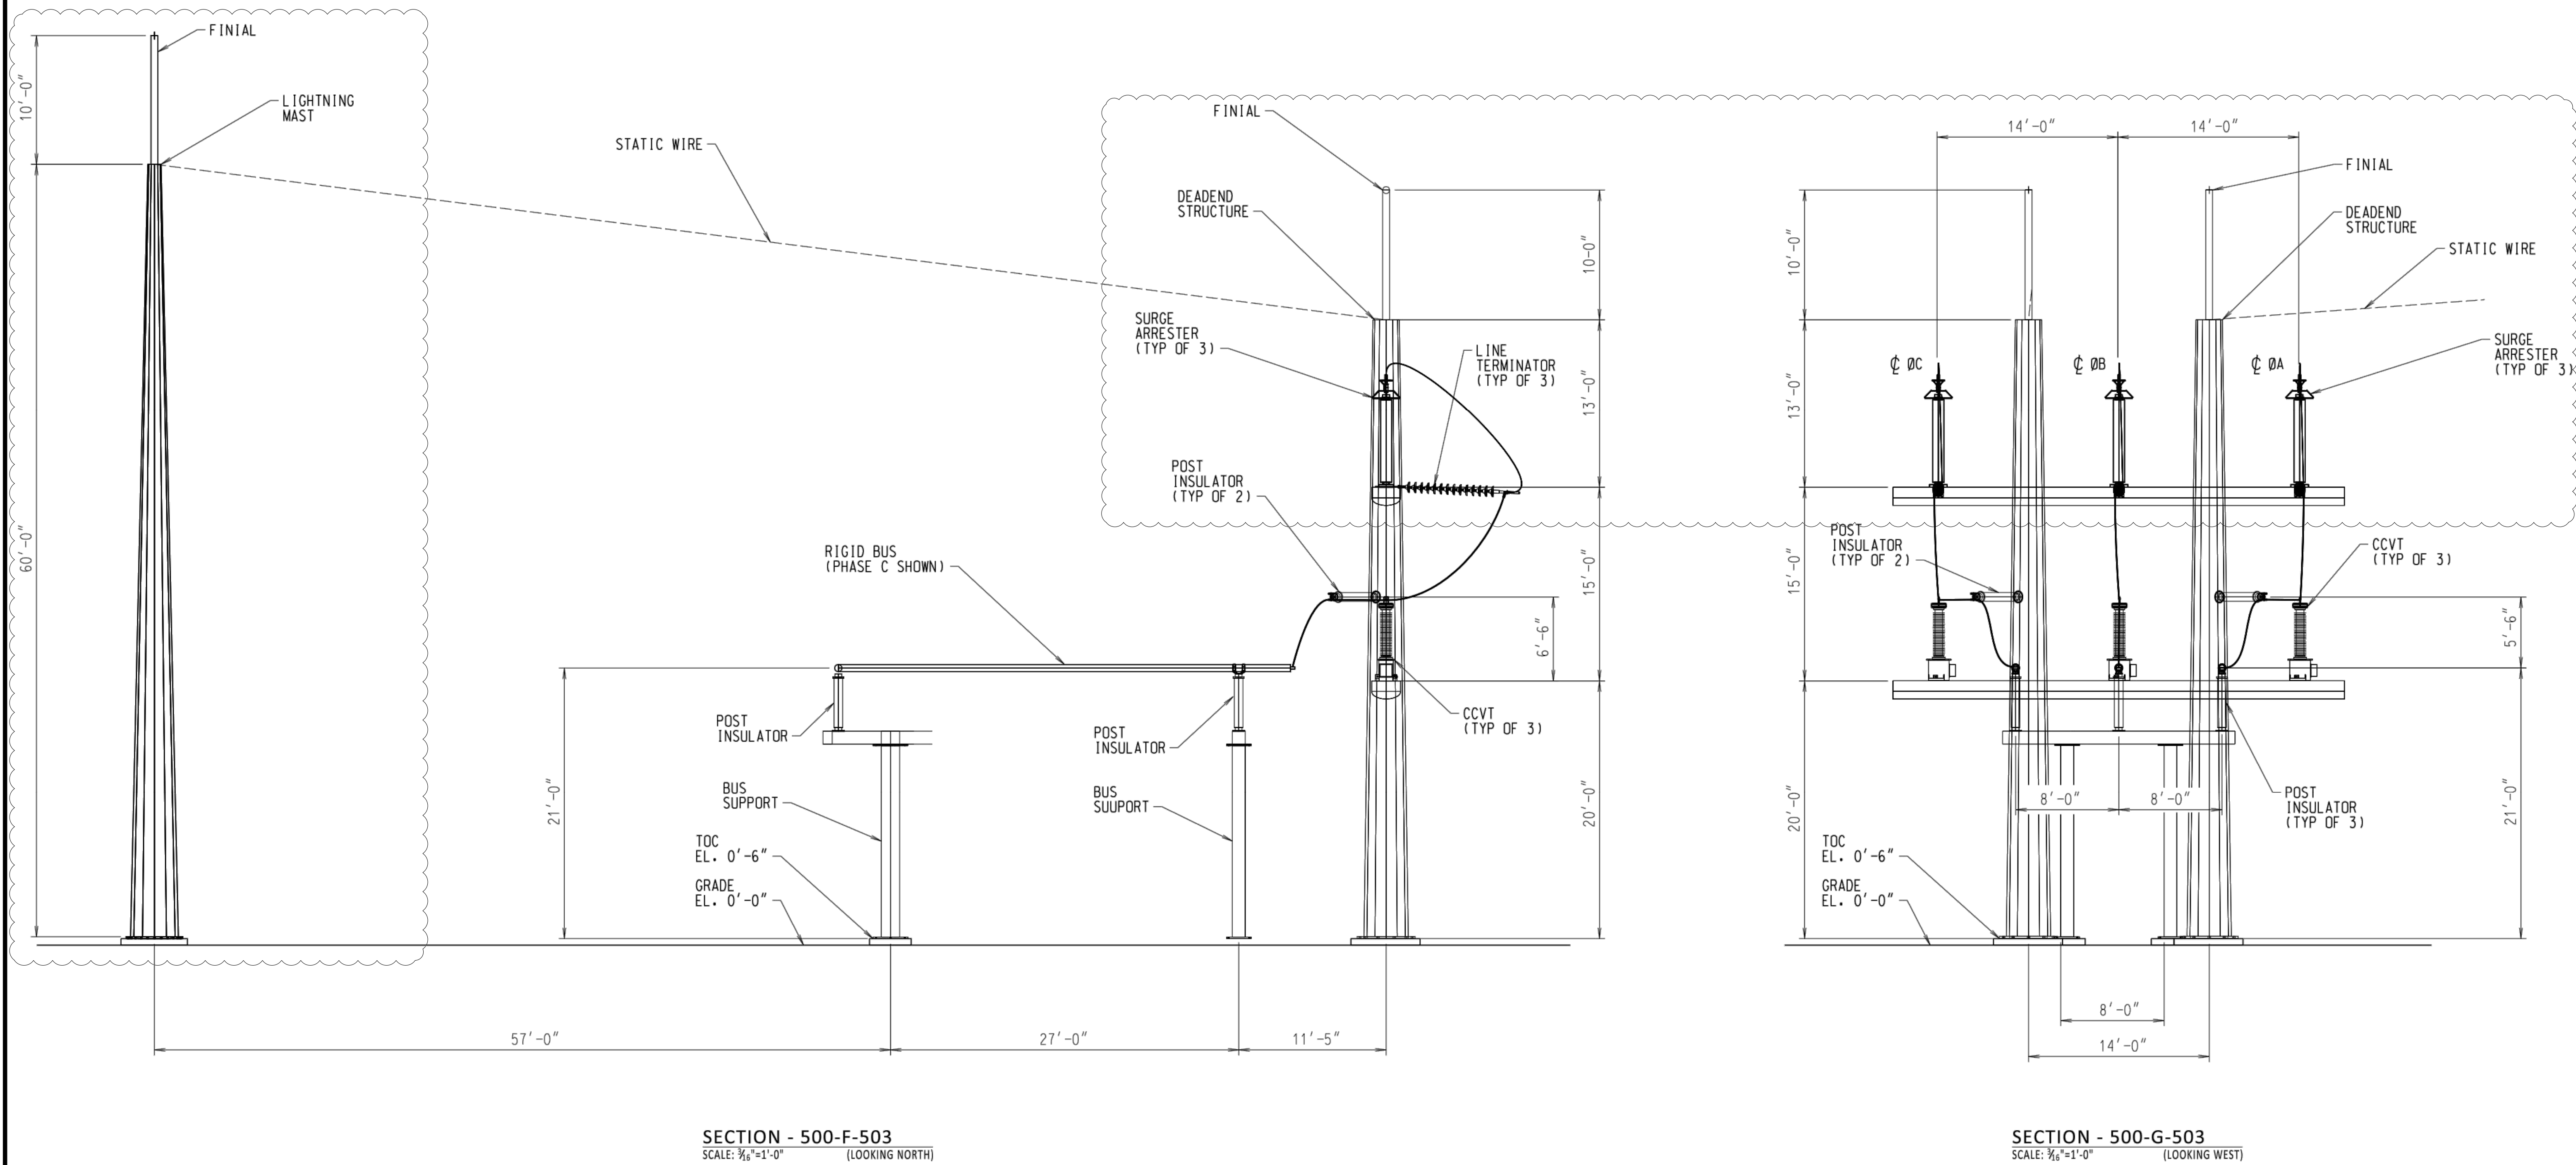 FINIAL
10'-0"
LIGHTNING
MAST
60'-0"
STATIC WIRE
FINIAL
DEADEND
STRUCTURE
SURGE
ARRESTER
(TYP OF 3)
LINE
TERMINATOR
(TYP OF 3)
POST
INSULATOR
(TYP OF 2)
RIGID BUS
(PHASE C SHOWN)
10-0"
13'-0"
15'-0"
6'-6"
20'-0"
POST
INSULATOR
POST
INSULATOR
CCVT
(TYP OF 3)
21'-0"
BUS
SUPPORT
BUS
SUUPORT
TOC
EL. 0'-6"
GRADE
EL. 0'-0"
57'-0"
27'-0"
11'-5"
SECTION - 500-F-503
SCALE: 3/16"=1'-0" (LOOKING NORTH)
14'-0"
14'-0"
FINIAL
DEADEND
STRUCTURE
STATIC WIRE
SURGE
ARRESTER
(TYP OF 3)
10'-0"
13'-0"
15'-0"
20'-0"
℄ ØC
℄ ØB
℄ ØA
POST
INSULATOR
(TYP OF 2)
CCVT
(TYP OF 3)
5'-6"
21'-0"
8'-0"
8'-0"
POST
INSULATOR
(TYP OF 3)
TOC
EL. 0'-6"
GRADE
EL. 0'-0"
8'-0"
14'-0"
SECTION - 500-G-503
SCALE: 3/16"=1'-0" (LOOKING WEST)